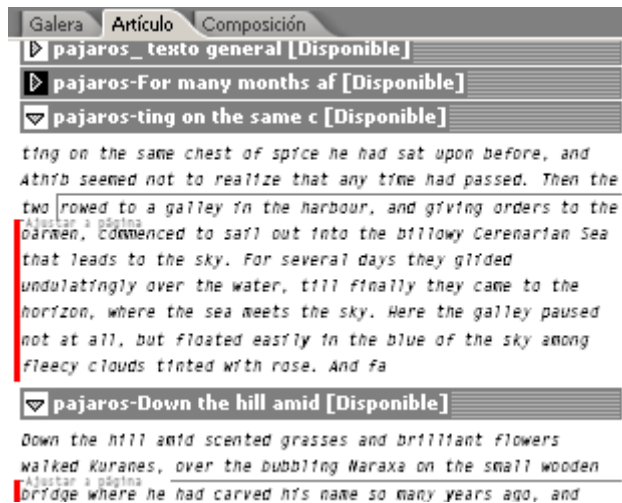 Galera Artículo Composición
pajaros_ texto general [Disponible]
pajaros-For many months af [Disponible]
pajaros-ting on the same c [Disponible]
ting on the same chest of spice he had sat upon before, and
Athib seemed not to realize that any time had passed. Then the
two rowed to a galley in the harbour, and giving orders to the
Ajustar a página
oarmen, commenced to sail out into the billowy Cerenarian Sea
that leads to the sky. For several days they glided
undulatingly over the water, till finally they came to the
horizon, where the sea meets the sky. Here the galley paused
not at all, but floated easily in the blue of the sky among
fleecy clouds tinted with rose. And fa
pajaros-Down the hill amid [Disponible]
Down the hill amid scented grasses and brilliant flowers
walked Kuranes, over the bubbling Naraxa on the small wooden
Ajustar a página
bridge where he had carved his name so many years ago, and